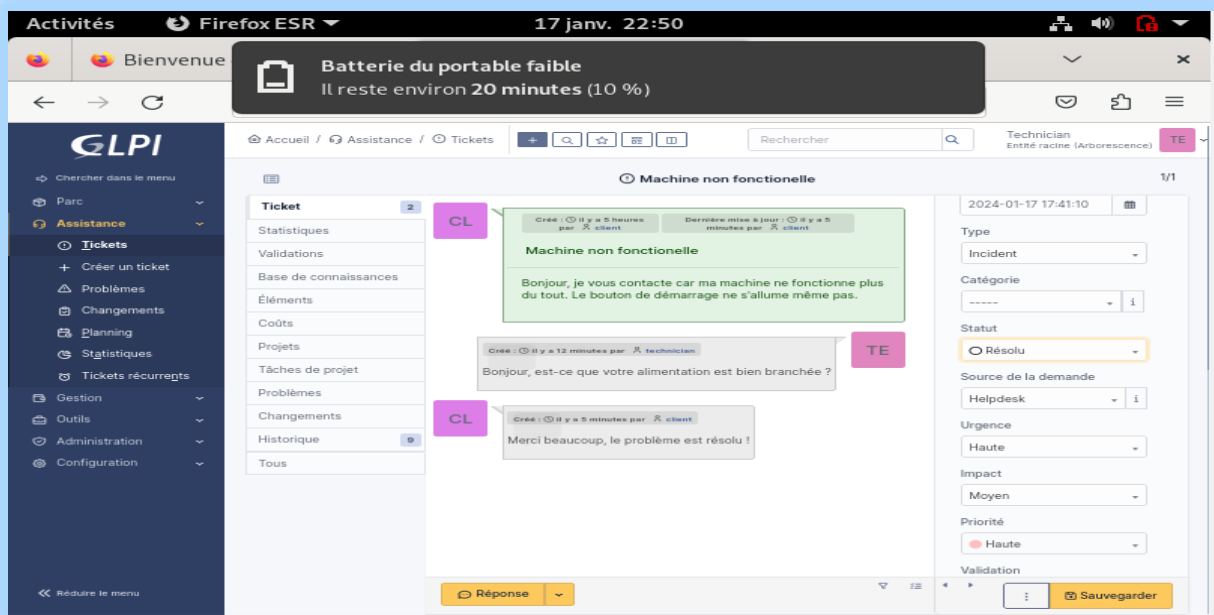 Activités Firefox ESR 17 janv. 22:50
Bienvenue
Batterie du portable faible
Il reste environ 20 minutes (10 %)
GLPI
Accueil / Assistance / Tickets
Rechercher
Technician
Entité racine (Arborescence)
TE
Chercher dans le menu
Parc
Assistance
Tickets
Créer un ticket
Problèmes
Changements
Planning
Statistiques
Tickets récurrents
Gestion
Outils
Administration
Configuration
Réduire le menu
Machine non fonctionelle
1/1
Ticket 2
Statistiques
Validations
Base de connaissances
Éléments
Coûts
Projets
Tâches de projet
Problèmes
Changements
Historique 9
Tous
CL
Créé : il y a 5 heures par client
Dernière mise à jour : il y a 5 minutes par client
Machine non fonctionelle
Bonjour, je vous contacte car ma machine ne fonctionne plus
du tout. Le bouton de démarrage ne s'allume même pas.
TE
Créé : il y a 12 minutes par technician
Bonjour, est-ce que votre alimentation est bien branchée ?
CL
Créé : il y a 5 minutes par client
Merci beaucoup, le problème est résolu !
2024-01-17 17:41:10
Type
Incident
Catégorie
-----
i
Statut
Résolu
Source de la demande
Helpdesk
i
Urgence
Haute
Impact
Moyen
Priorité
Haute
Validation
Réponse
Sauvegarder